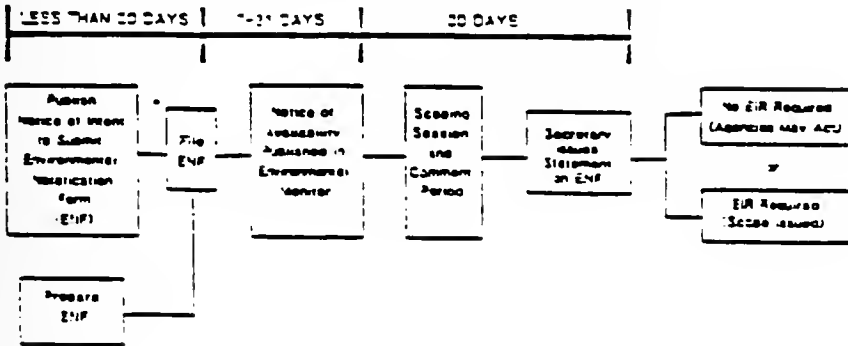 LESS THAN 30 DAYS
DAYS
30 DAYS
Publish
Notice of Intent
to Submit
Environmental
Notification
Form
(ENF)
File
ENF
Notice of
Availability
Published in
Environmental
Monitor
Scoping
Session
and
Comment
Period
Secretary
Issues
Statement
on ENF
No EIR Required
(Agencies May Act)
or
EIR Required
(Scope Issued)
Prepare
ENF